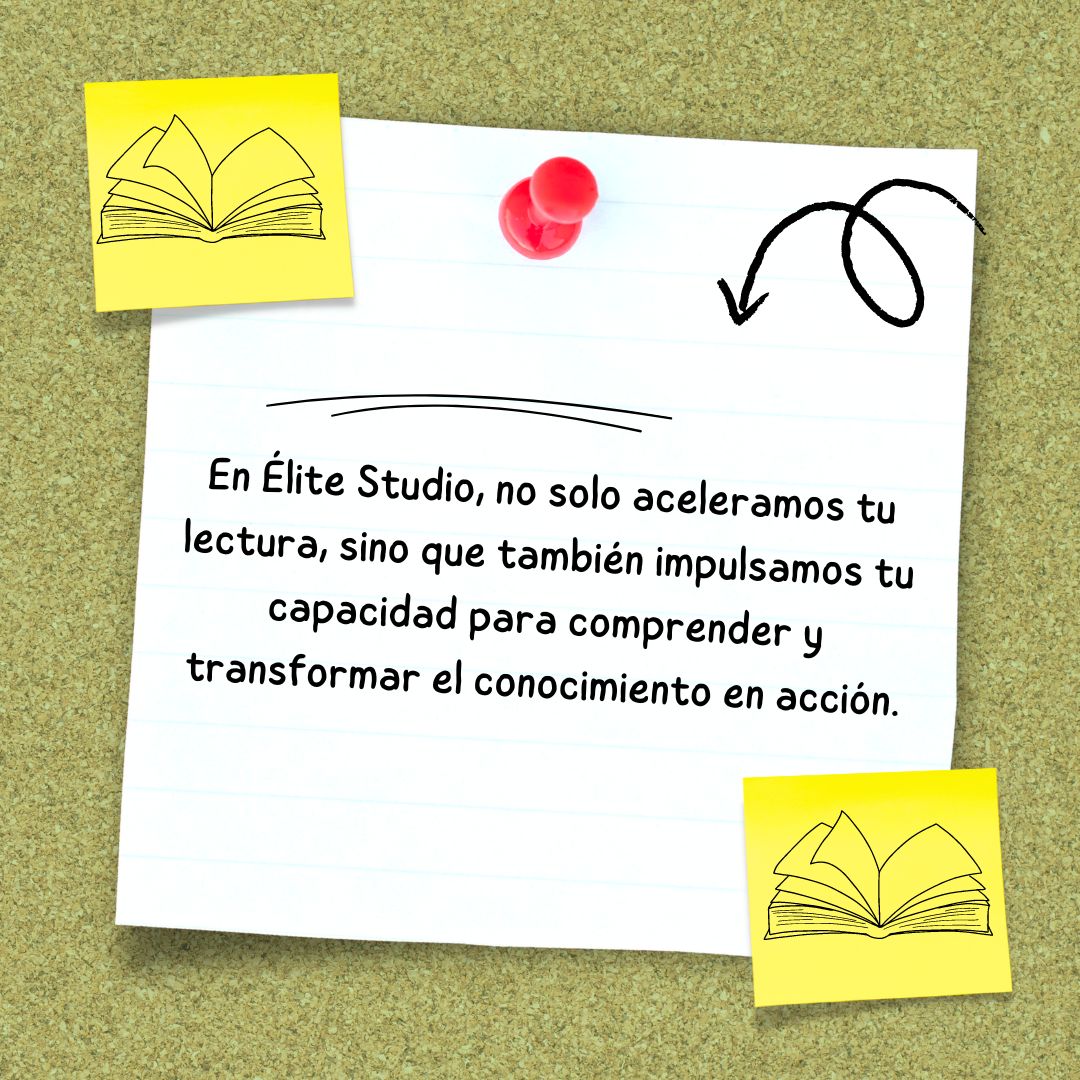 En Élite Studio, no solo aceleramos tu
lectura, sino que también impulsamos tu
capacidad para comprender y
transformar el conocimiento en acción.